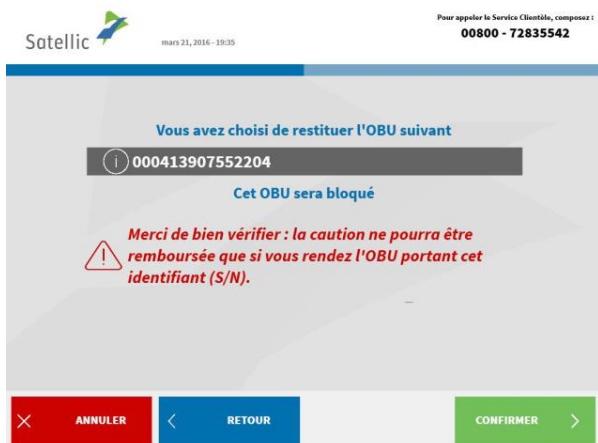 Pour appeler le Service Clientèle, composez :
Satellic
mars 21, 2016 - 19:35
00800 - 72835542
Vous avez choisi de restituer l'OBU suivant
000413907552204
Cet OBU sera bloqué
Merci de bien vérifier : la caution ne pourra être
remboursée que si vous rendez l'OBU portant cet
identifiant (S/N).
ANNULER
RETOUR
CONFIRMER